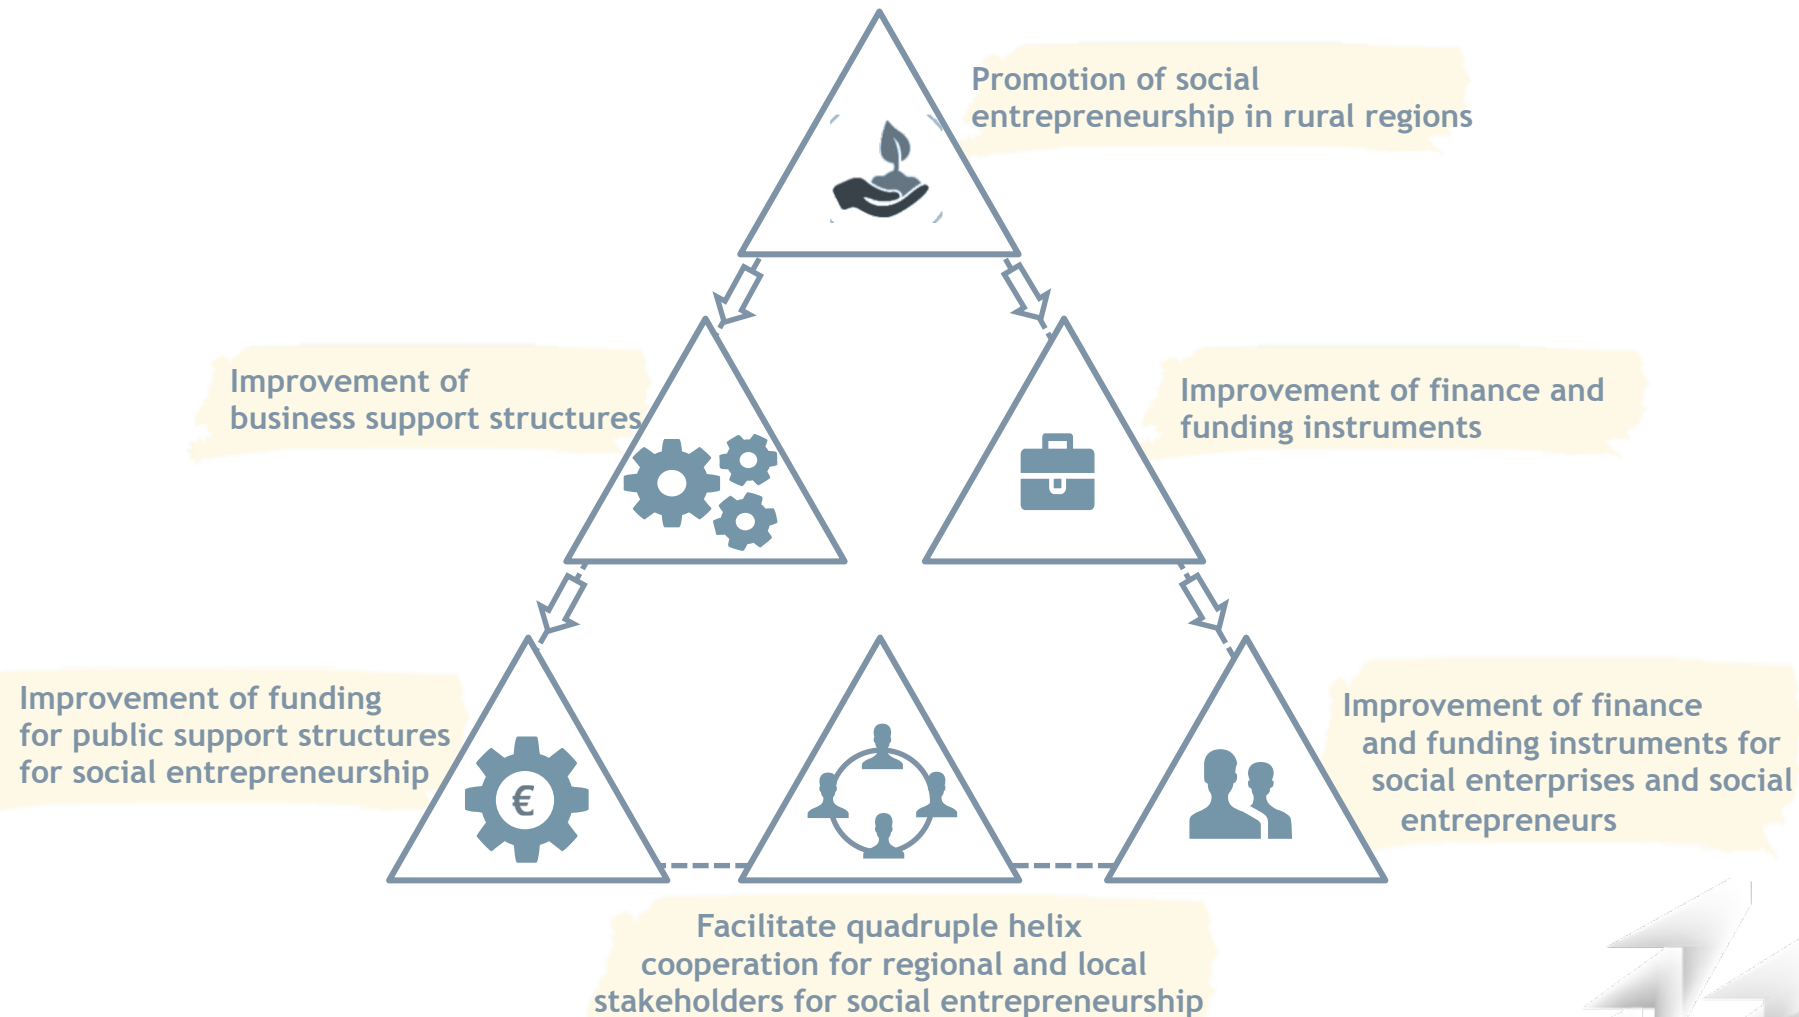 Promotion of social
entrepreneurship in rural regions
Improvement of
business support structures
Improvement of finance and
funding instruments
Improvement of funding
for public support structures
for social entrepreneurship
€
Improvement of finance
and funding instruments for
social enterprises and social
entrepreneurs
Facilitate quadruple helix
cooperation for regional and local
stakeholders for social entrepreneurship